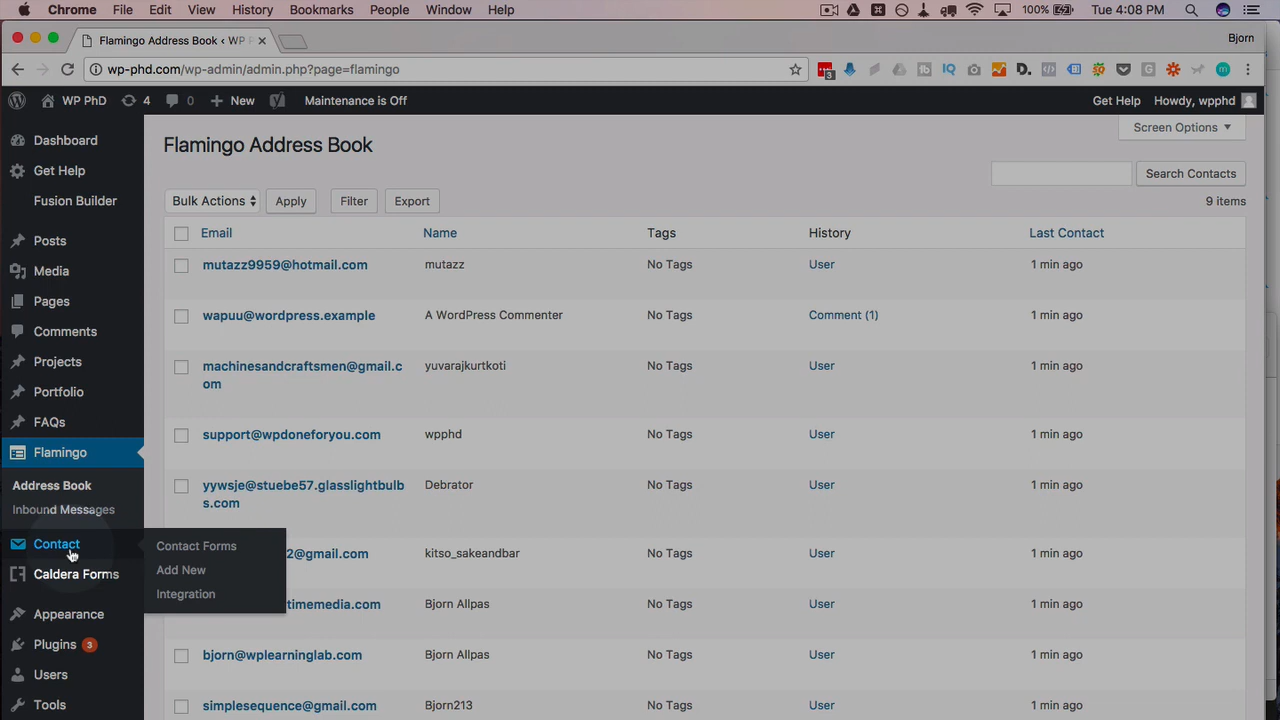 Chrome File Edit View History Bookmarks People Window Help 100% Tue 4:08 PM
Flamingo Address Book ‹ WP P
Bjorn
wp-phd.com/wp-admin/admin.php?page=flamingo
3
WP PhD 4 0 New Maintenance is Off Get Help Howdy, wpphd
Dashboard
Get Help
Fusion Builder
Posts
Media
Pages
Comments
Projects
Portfolio
FAQs
Flamingo
Address Book
Inbound Messages
Contact
Caldera Forms
Appearance
Plugins 3
Users
Tools
Contact Forms
Add New
Integration
Screen Options
Flamingo Address Book
Search Contacts
Bulk Actions Apply Filter Export 9 items
Email Name Tags History Last Contact
mutazz9959@hotmail.com mutazz No Tags User 1 min ago
wapuu@wordpress.example A WordPress Commenter No Tags Comment (1) 1 min ago
machinesandcraftsmen@gmail.c yuvarajkurtkoti No Tags User 1 min ago
om
support@wpdoneforyou.com wpphd No Tags User 1 min ago
yywsje@stuebe57.glasslightbulb Debrator No Tags User 1 min ago
s.com
2@gmail.com kitso_sakeandbar No Tags User 1 min ago
timemedia.com Bjorn Allpas No Tags User 1 min ago
bjorn@wplearninglab.com Bjorn Allpas No Tags User 1 min ago
simplesequence@gmail.com Bjorn213 No Tags User 1 min ago